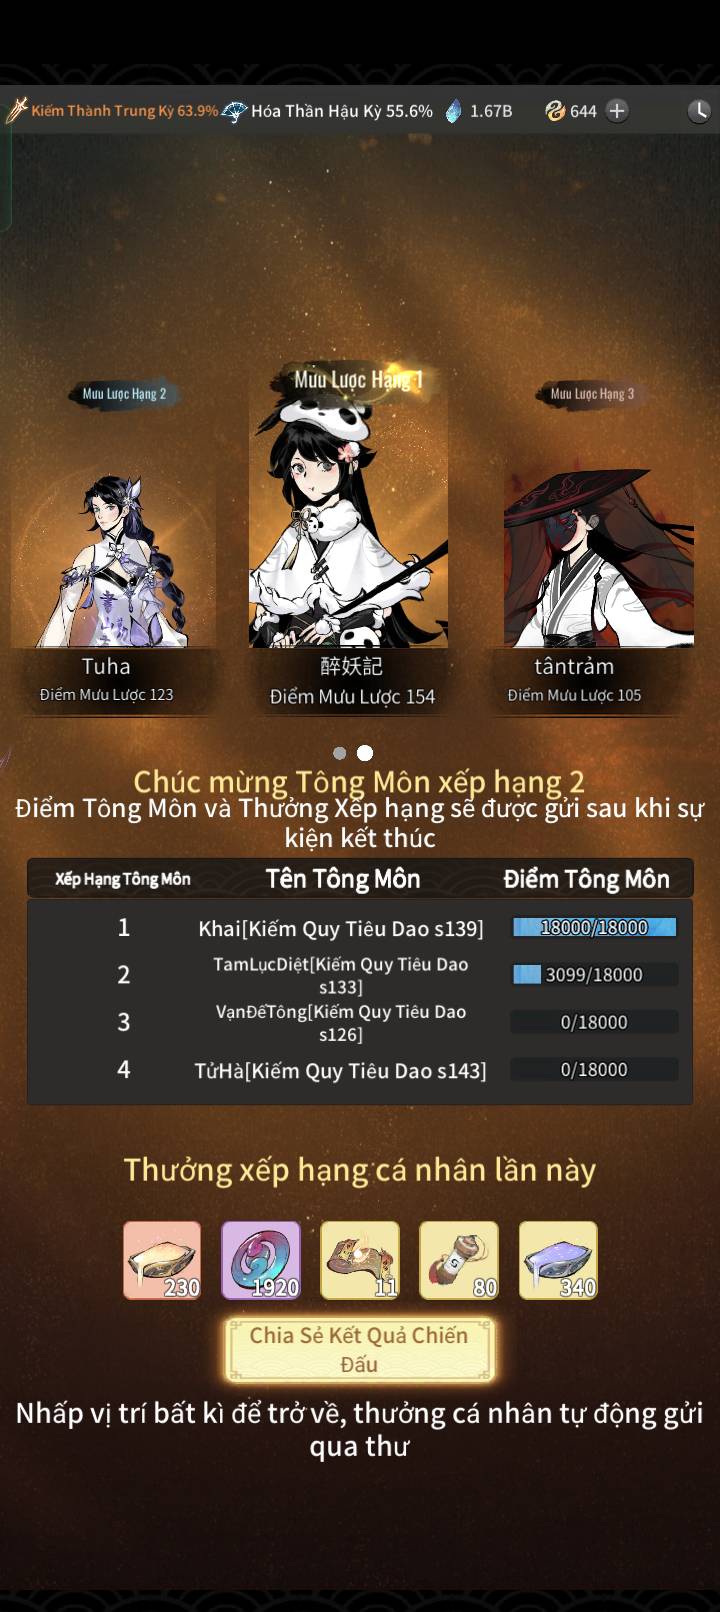 Kiếm Thành Trung Kỳ 63.9% Hóa Thần Hậu Kỳ 55.6% 1.67B 644
Mưu Lược Hạng 2
Mưu Lược Hạng 1
Mưu Lược Hạng 3
Tuha
Điểm Mưu Lược 123
醉妖記
Điểm Mưu Lược 154
tântrảm
Điểm Mưu Lược 105
Chúc mừng Tông Môn xếp hạng 2
Điểm Tông Môn và Thưởng Xếp hạng sẽ được gửi sau khi sự
kiện kết thúc
Xếp Hạng Tông Môn Tên Tông Môn Điểm Tông Môn
1 Khai[Kiếm Quy Tiêu Dao s139] 18000/18000
2 TamLụcDiệt[Kiếm Quy Tiêu Dao
s133] 3099/18000
3 VạnĐếTông[Kiếm Quy Tiêu Dao
s126] 0/18000
4 TửHà[Kiếm Quy Tiêu Dao s143] 0/18000
Thưởng xếp hạng cá nhân lần này
230 1920 11 80 340
Chia Sẻ Kết Quả Chiến
Đấu
Nhấp vị trí bất kì để trở về, thưởng cá nhân tự động gửi
qua thư